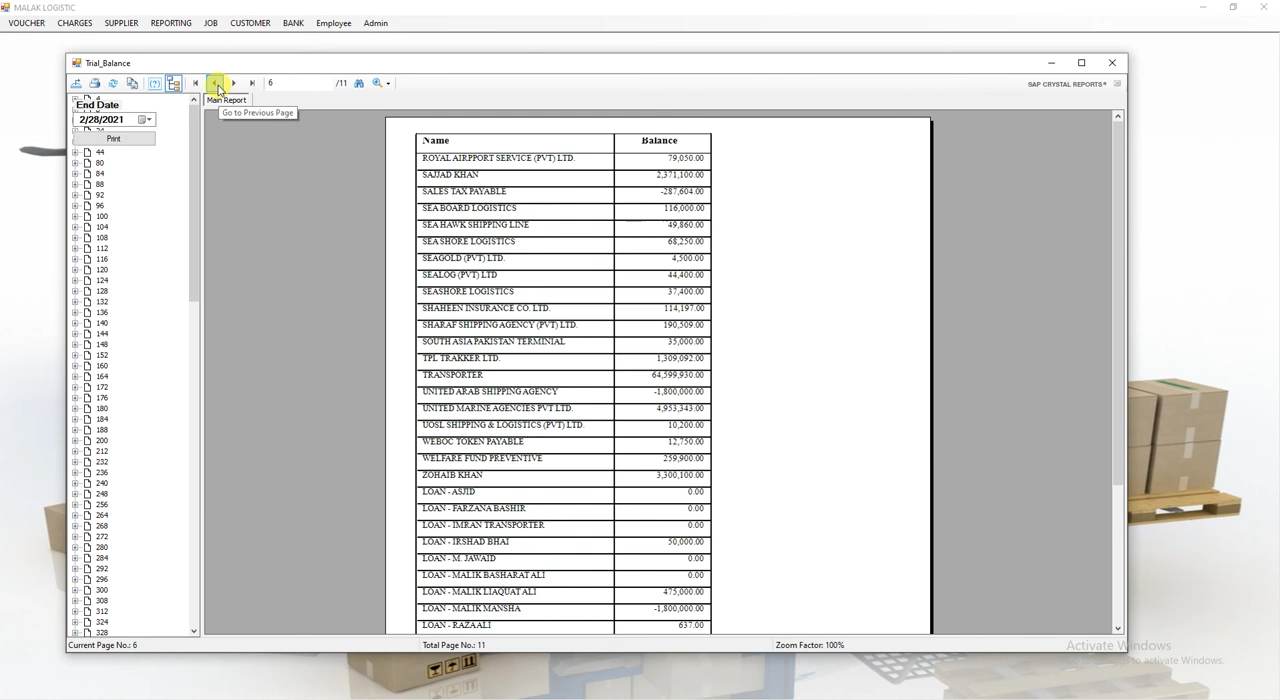 MALAK LOGISTIC
VOUCHER CHARGES SUPPLIER REPORTING JOB CUSTOMER BANK Employee Admin
Trial_Balance
6 /11
SAP CRYSTAL REPORTS®
Main Report
Go to Previous Page
End Date
2/28/2021
Print
44
80
84
88
92
96
100
104
108
112
116
120
124
128
132
136
140
144
148
152
160
164
172
176
180
184
188
200
212
232
236
240
248
256
264
268
272
280
284
292
296
300
308
312
324
328
Name Balance
ROYAL AIRPPORT SERVICE (PVT) LTD. 79,050.00
SAJJAD KHAN 2,371,100.00
SALES TAX PAYABLE -287,604.00
SEA BOARD LOGISTICS 116,000.00
SEA HAWK SHIPPING LINE 49,860.00
SEA SHORE LOGISTICS 68,250.00
SEAGOLD (PVT) LTD. 4,500.00
SEALOG (PVT) LTD 44,400.00
SEASHORE LOGISTICS 37,400.00
SHAHEEN INSURANCE CO. LTD. 114,197.00
SHARAF SHIPPING AGENCY (PVT) LTD. 190,509.00
SOUTH ASIA PAKISTAN TERMINIAL 35,000.00
TPL TRAKKER LTD. 1,309,092.00
TRANSPORTER 64,599,930.00
UNITED ARAB SHIPPING AGENCY -1,800,000.00
UNITED MARINE AGENCIES PVT LTD. 4,953,343.00
UOSL SHIPPING & LOGISTICS (PVT) LTD. 10,200.00
WEBOC TOKEN PAYABLE 12,750.00
WELFARE FUND PREVENTIVE 259,900.00
ZOHAIB KHAN 3,300,100.00
LOAN - ASJID 0.00
LOAN - FARZANA BASHIR 0.00
LOAN - IMRAN TRANSPORTER 0.00
LOAN - IRSHAD BHAI 50,000.00
LOAN - M. JAWAID 0.00
LOAN - MALIK BASHARAT ALI 0.00
LOAN - MALIK LIAQUAT ALI 475,000.00
LOAN - MALIK MANSHA -1,800,000.00
LOAN - RAZA ALI 637.00
Current Page No.: 6 Total Page No.: 11 Zoom Factor: 100%
Activate Windows
to activate Windows.